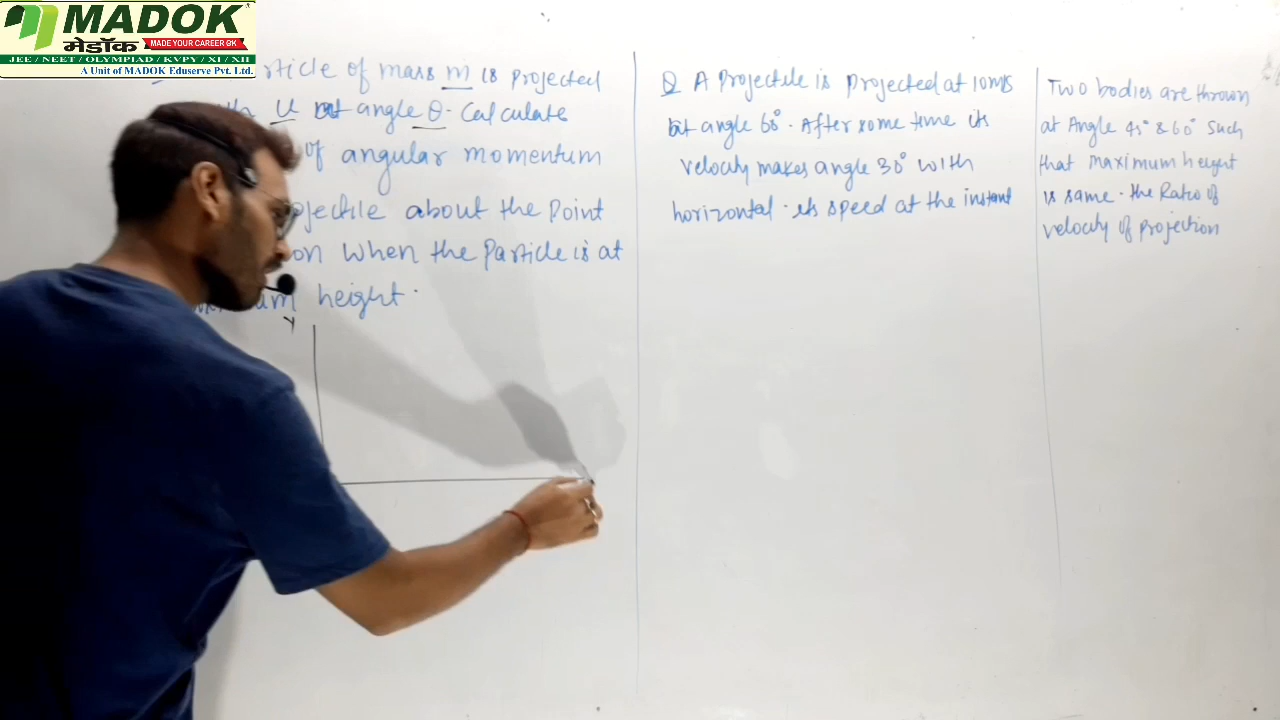 MADOK
मेडॉक MADE YOUR CAREER OK
JEE / NEET / OLYMPIAD / KVPY / XI / XII
A Unit of MADOK Eduserve Pvt. Ltd.
rticle of mass m is projected
u at angle θ. Calculate
of angular momentum
ojectile about the Point
on when the particle is at
um height.
Y
Q A Projectile is Projected at 10m/s
at angle 60°. After some time its
velocity makes angle 30° with
horizontal. its speed at the instant
Two bodies are thrown
at Angle 45° & 60° such
that maximum height
is same. the Ratio of
velocity of projection